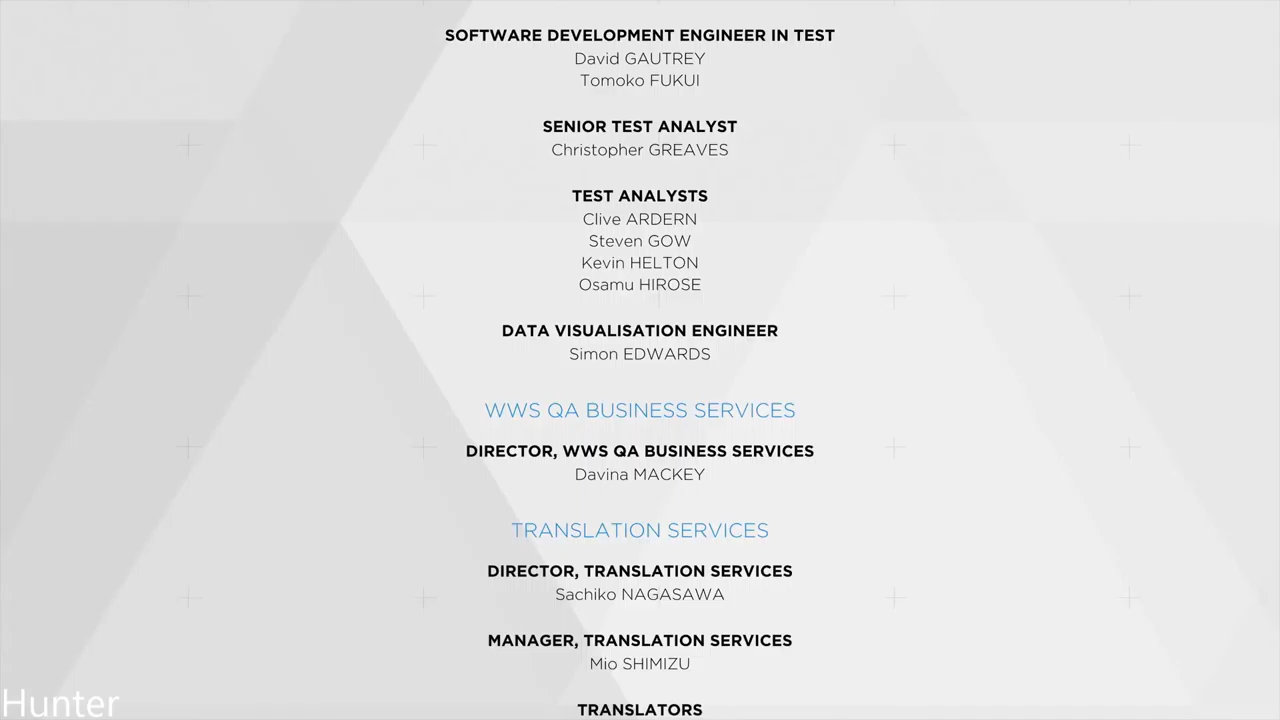 SOFTWARE DEVELOPMENT ENGINEER IN TEST
David GAUTREY
Tomoko FUKUI
SENIOR TEST ANALYST
Christopher GREAVES
TEST ANALYSTS
Clive ARDERN
Steven GOW
Kevin HELTON
Osamu HIROSE
DATA VISUALISATION ENGINEER
Simon EDWARDS
WWS QA BUSINESS SERVICES
DIRECTOR, WWS QA BUSINESS SERVICES
Davina MACKEY
TRANSLATION SERVICES
DIRECTOR, TRANSLATION SERVICES
Sachiko NAGASAWA
MANAGER, TRANSLATION SERVICES
Mio SHIMIZU
TRANSLATORS
Hunter